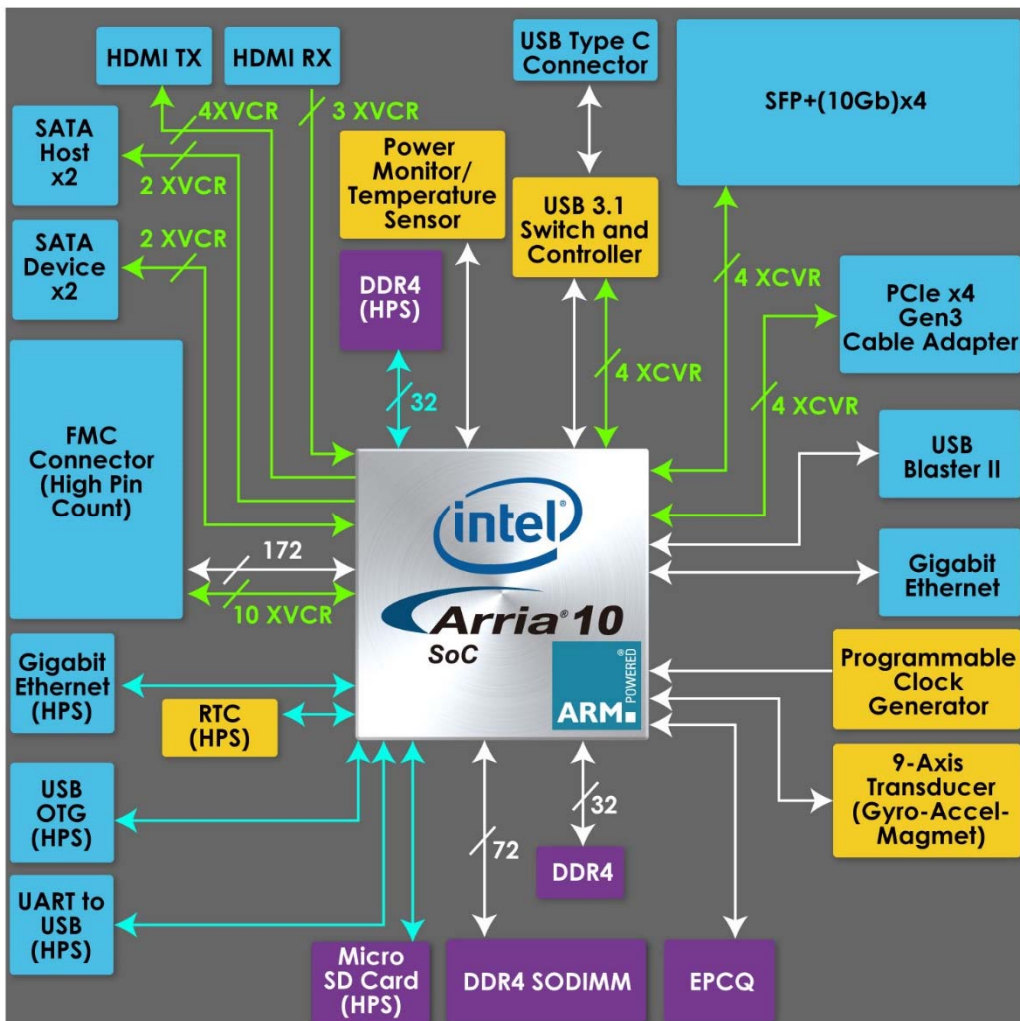 HDMI TX
HDMI RX
USB Type C
Connector
SFP+(10Gb)x4
4XVCR
3 XVCR
SATA
Host
x2
2 XVCR
Power
Monitor/
Temperature
Sensor
USB 3.1
Switch and
Controller
SATA
Device
x2
2 XVCR
DDR4
(HPS)
4 XCVR
PCIe x4
Gen3
Cable Adapter
4 XCVR
4 XCVR
32
FMC
Connector
(High Pin
Count)
USB
Blaster II
172
10 XVCR
intel®
Arria® 10
SoC
ARM®
POWERED
Gigabit
Ethernet
Gigabit
Ethernet
(HPS)
RTC
(HPS)
Programmable
Clock
Generator
9-Axis
Transducer
(Gyro-Accel-
Magmet)
USB
OTG
(HPS)
72
32
DDR4
UART to
USB
(HPS)
Micro
SD Card
(HPS)
DDR4 SODIMM
EPCQ